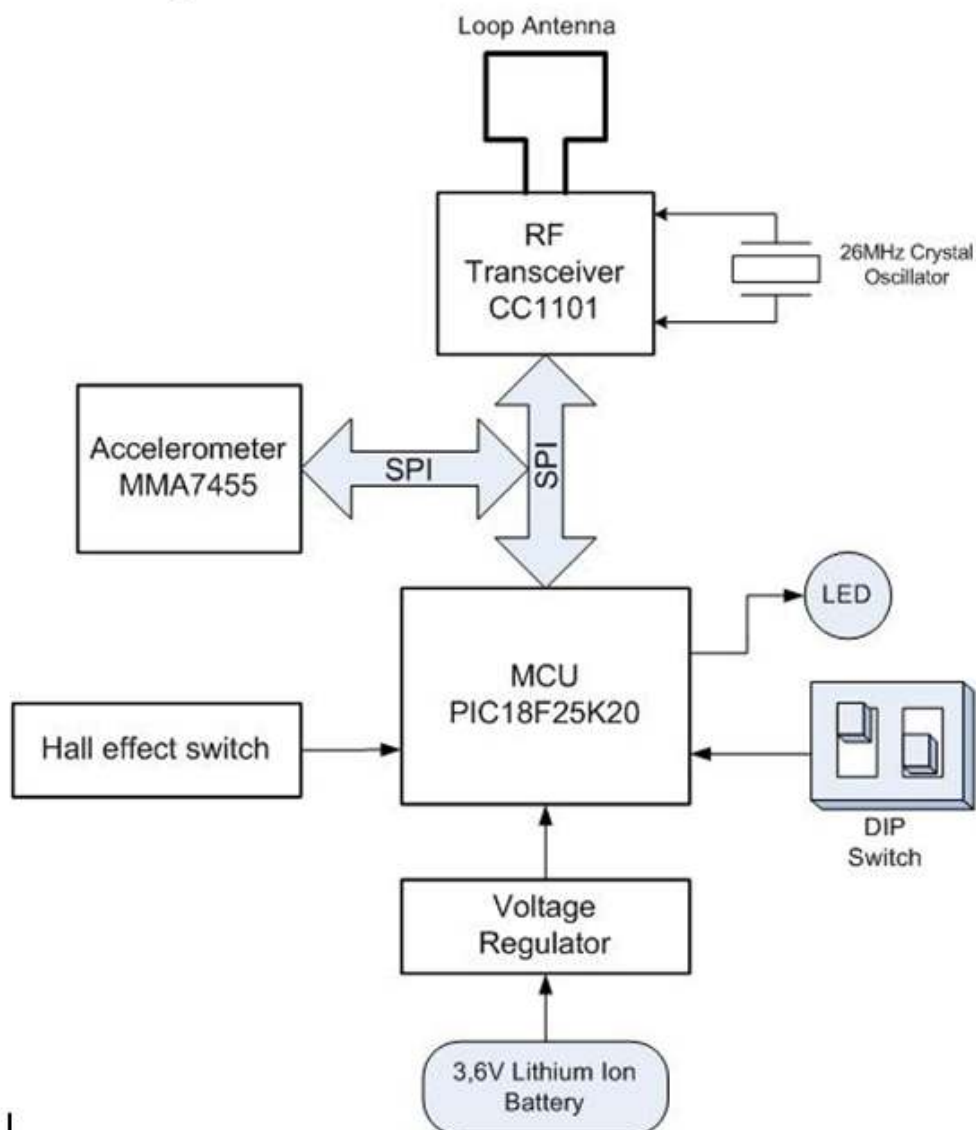 Loop Antenna
RF
Transceiver
CC1101
26MHz Crystal
Oscillator
Accelerometer
MMA7455
SPI
SPI
LED
MCU
PIC18F25K20
Hall effect switch
DIP
Switch
Voltage
Regulator
3,6V Lithium Ion
Battery